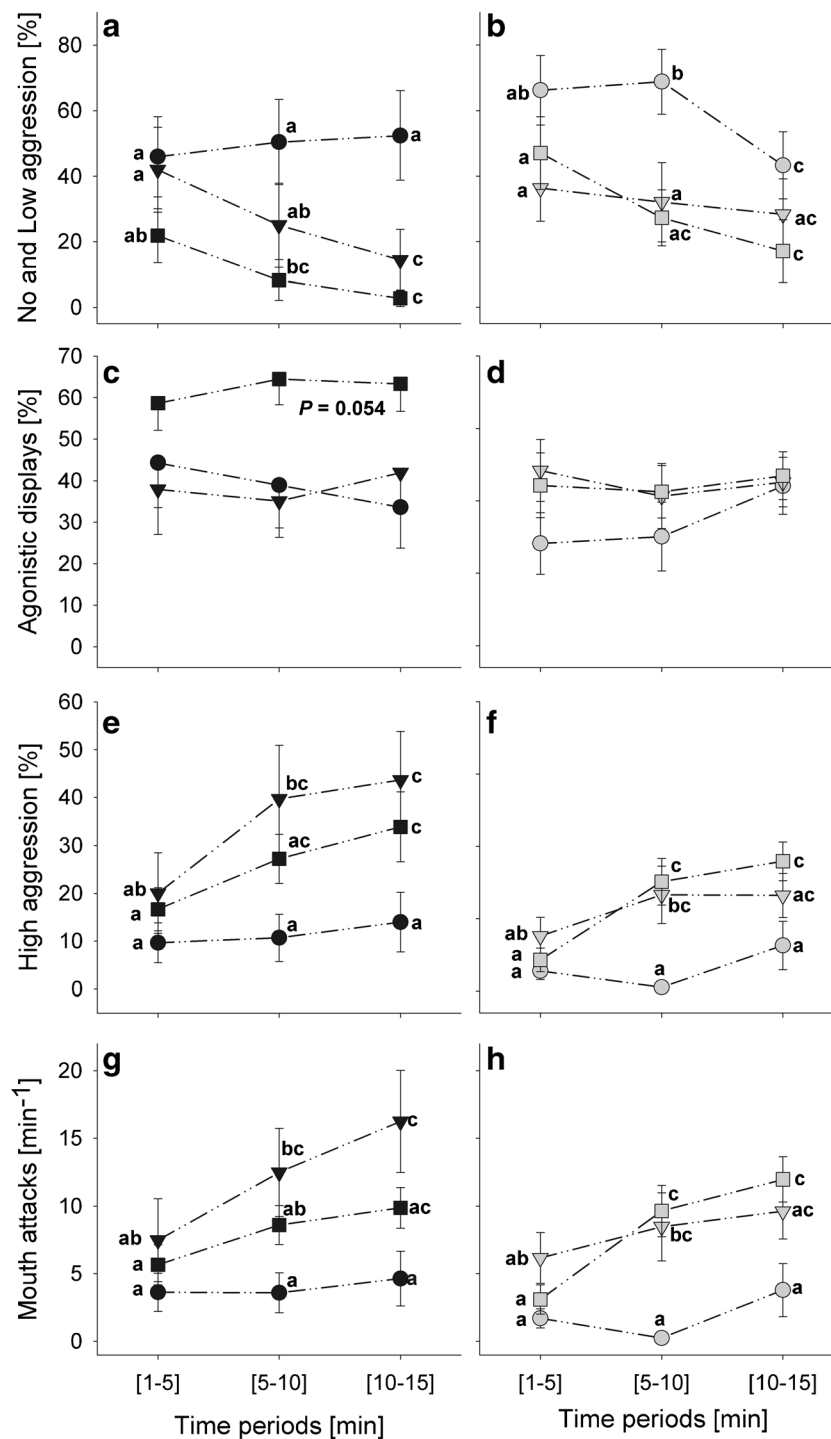 a
b
No and Low aggression [%]
80
60
40
20
0
a
a
a
a
ab
c
ab
bc
c
ab
b
c
a
a
ac
a
ac
c
c
d
Agonistic displays [%]
70
60
50
40
30
20
10
0
P = 0.054
e
f
High aggression [%]
60
50
40
30
20
10
0
ab
bc
c
a
ac
c
a
a
a
ab
c
c
a
bc
ac
a
a
a
g
h
Mouth attacks [min-1]
20
15
10
5
0
ab
bc
c
a
ab
ac
a
a
a
ab
c
c
a
bc
ac
a
a
a
[1-5] [5-10] [10-15]
Time periods [min]
[1-5] [5-10] [10-15]
Time periods [min]